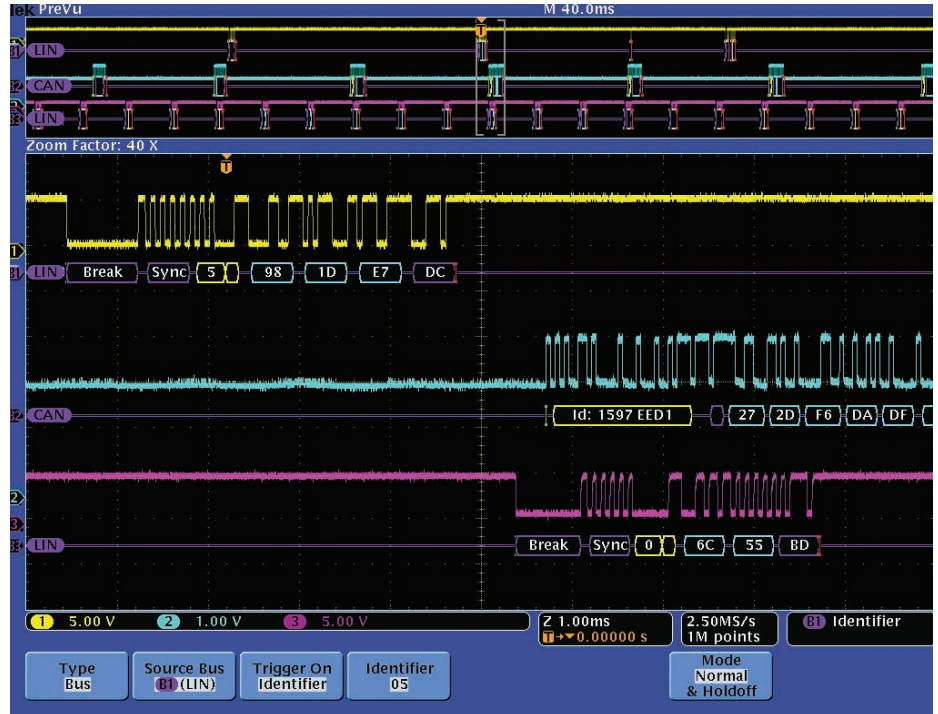 Tek PreVu M 40.0ms
T
B1 LIN
B2 CAN
B3 LIN
Zoom Factor: 40 X
T
1
B1 LIN Break Sync 5 98 1D E7 DC
B2 CAN Id: 1597 EED1 27 2D F6 DA DF
2
3
B3 LIN Break Sync 0 6C 55 BD
1 5.00 V 2 1.00 V 3 5.00 V Z 1.00ms 2.50MS/s B1 Identifier
T→▼0.00000 s 1M points
Type Source Bus Trigger On Identifier Mode
Bus B1 (LIN) Identifier 05 Normal
& Holdoff